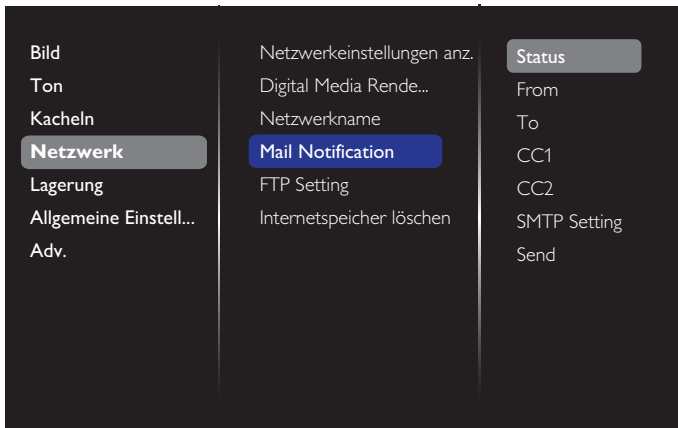 Bild
Ton
Kacheln
Netzwerk
Lagerung
Allgemeine Einstell...
Adv.
Netzwerkeinstellungen anz.
Digital Media Rende...
Netzwerkname
Mail Notification
FTP Setting
Internetspeicher löschen
Status
From
To
CC1
CC2
SMTP Setting
Send